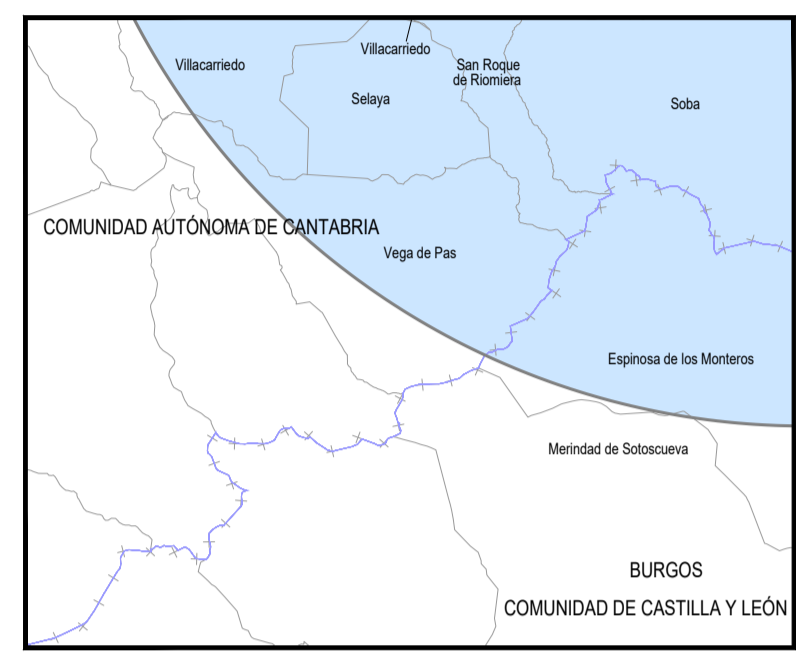 Villacarriedo
Villacarriedo
San Roque
de Riomiera
Selaya
Soba
COMUNIDAD AUTÓNOMA DE CANTABRIA
Vega de Pas
Espinosa de los Monteros
Merindad de Sotoscueva
BURGOS
COMUNIDAD DE CASTILLA Y LEÓN